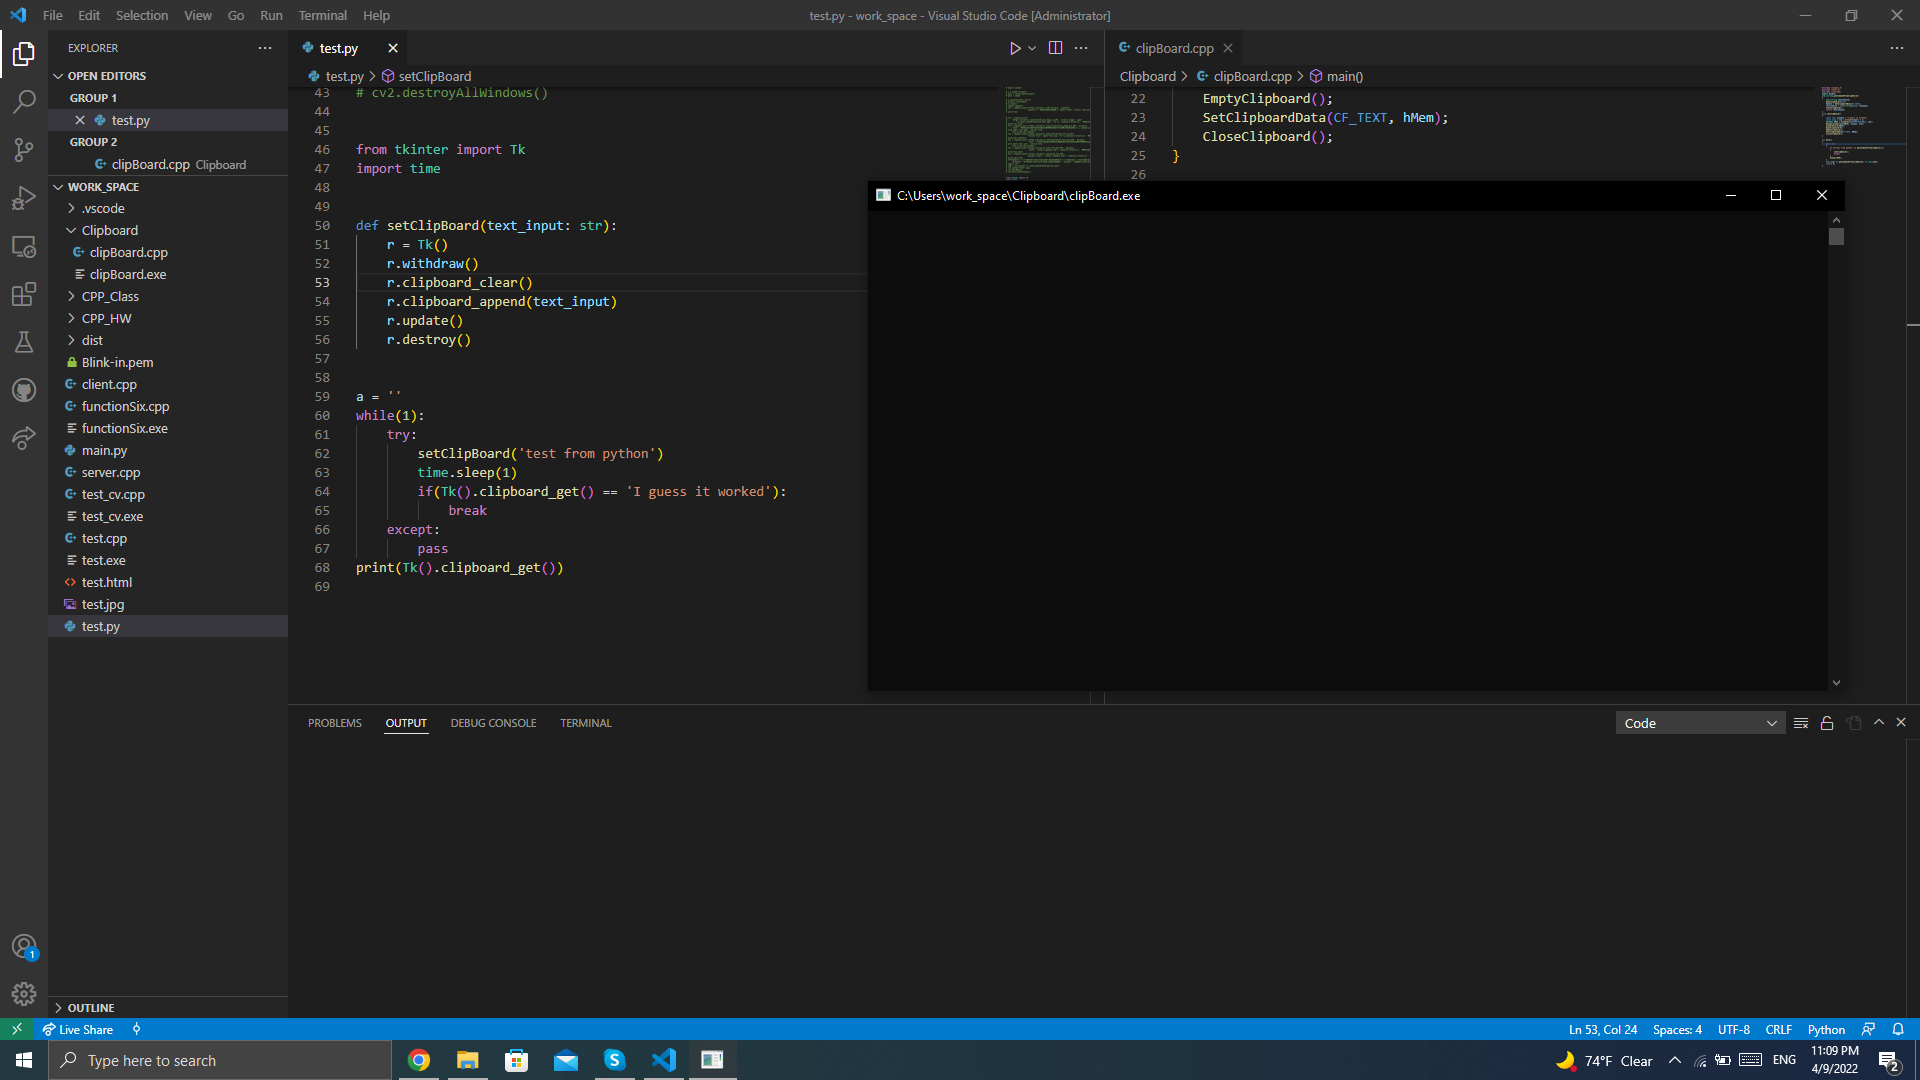 File Edit Selection View Go Run Terminal Help
test.py - work_space - Visual Studio Code [Administrator]
EXPLORER
OPEN EDITORS
GROUP 1
test.py
GROUP 2
clipBoard.cpp Clipboard
WORK_SPACE
.vscode
Clipboard
clipBoard.cpp
clipBoard.exe
CPP_Class
CPP_HW
dist
Blink-in.pem
client.cpp
functionSix.cpp
functionSix.exe
main.py
server.cpp
test_cv.cpp
test_cv.exe
test.cpp
test.exe
test.html
test.jpg
test.py
OUTLINE
test.py
test.py > setClipBoard
43 # cv2.destroyAllWindows()
44
45
46 from tkinter import Tk
47 import time
48
49
50 def setClipBoard(text_input: str):
51 r = Tk()
52 r.withdraw()
53 r.clipboard_clear()
54 r.clipboard_append(text_input)
55 r.update()
56 r.destroy()
57
58
59 a = ''
60 while(1):
61 try:
62 setClipBoard('test from python')
63 time.sleep(1)
64 if(Tk().clipboard_get() == 'I guess it worked'):
65 break
66 except:
67 pass
68 print(Tk().clipboard_get())
69
clipBoard.cpp
Clipboard > clipBoard.cpp > main()
22 EmptyClipboard();
23 SetClipboardData(CF_TEXT, hMem);
24 CloseClipboard();
25 }
26
C:\Users\work_space\Clipboard\clipBoard.exe
PROBLEMS OUTPUT DEBUG CONSOLE TERMINAL
Code
1
Live Share
Ln 53, Col 24 Spaces: 4 UTF-8 CRLF Python
Type here to search
74°F Clear
ENG
11:09 PM
4/9/2022
2